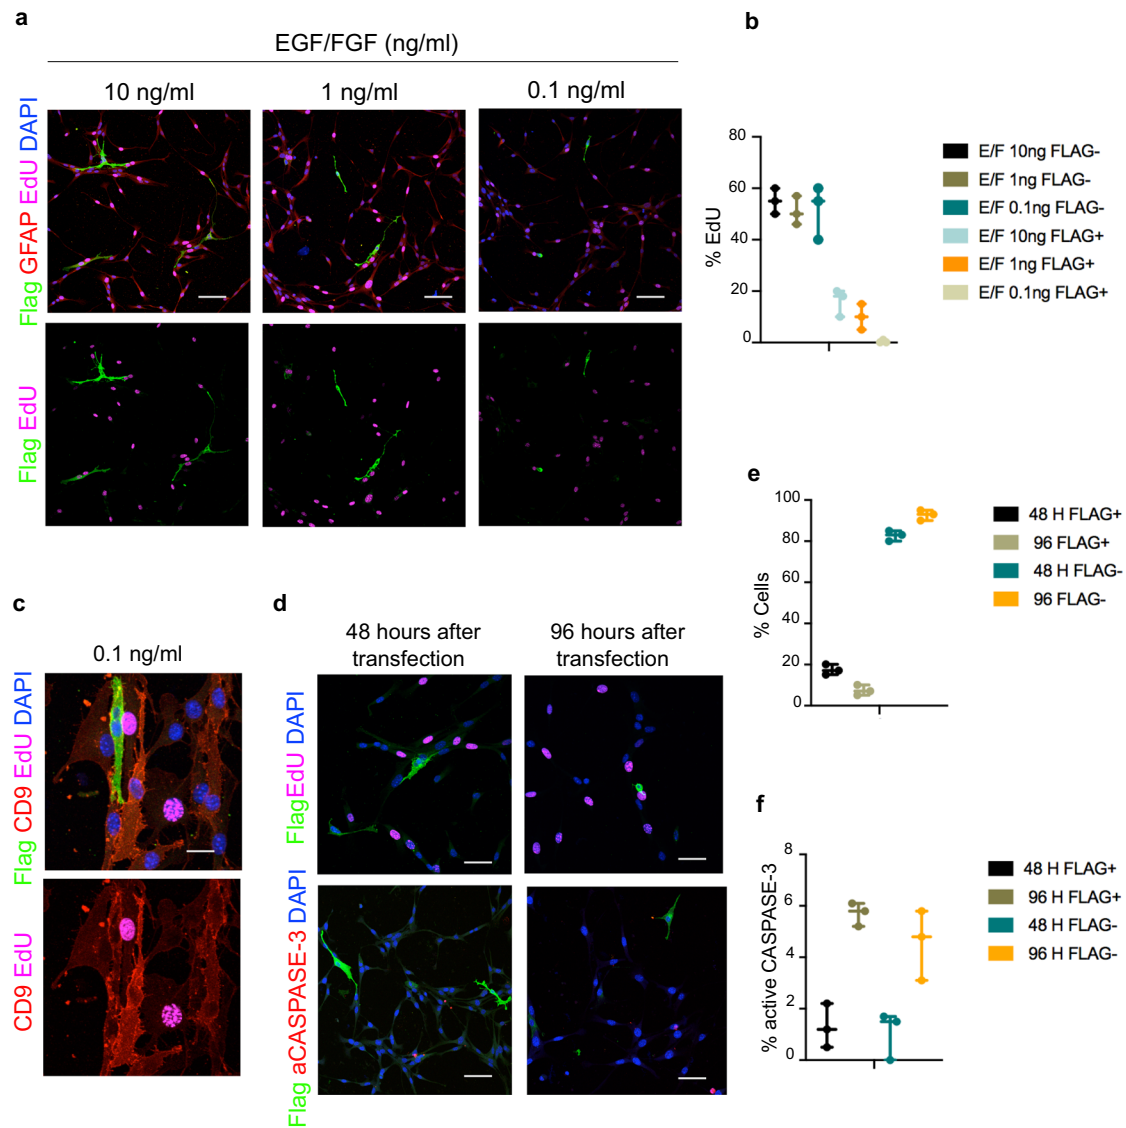 a
EGF/FGF (ng/ml)
10 ng/ml
1 ng/ml
0.1 ng/ml
Flag GFAP EdU DAPI
Flag EdU
b
80
60
40
20
0
% EdU
E/F 10ng FLAG-
E/F 1ng FLAG-
E/F 0.1ng FLAG-
E/F 10ng FLAG+
E/F 1ng FLAG+
E/F 0.1ng FLAG+
c
0.1 ng/ml
Flag CD9 EdU DAPI
CD9 EdU
d
48 hours after
transfection
96 hours after
transfection
FlagEdU DAPI
Flag aCASPASE-3 DAPI
e
100
80
60
40
20
0
% Cells
48 H FLAG+
96 FLAG+
48 H FLAG-
96 FLAG-
f
8
6
4
2
0
% active CASPASE-3
48 H FLAG+
96 H FLAG+
48 H FLAG-
96 H FLAG-